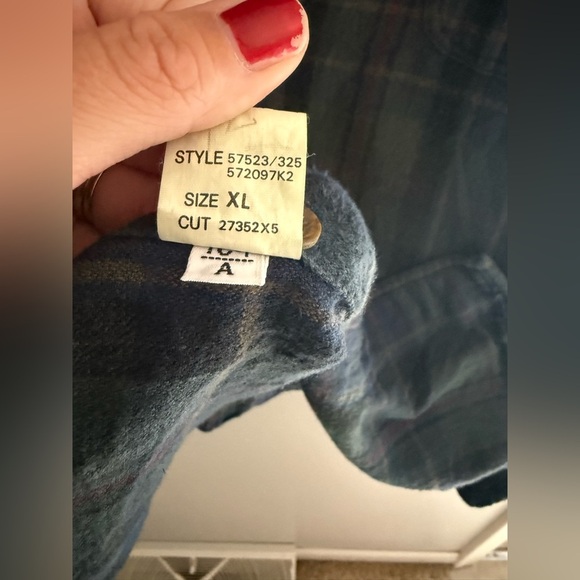 STYLE 57523/325
572097K2
SIZE XL
CUT 27352X5
A